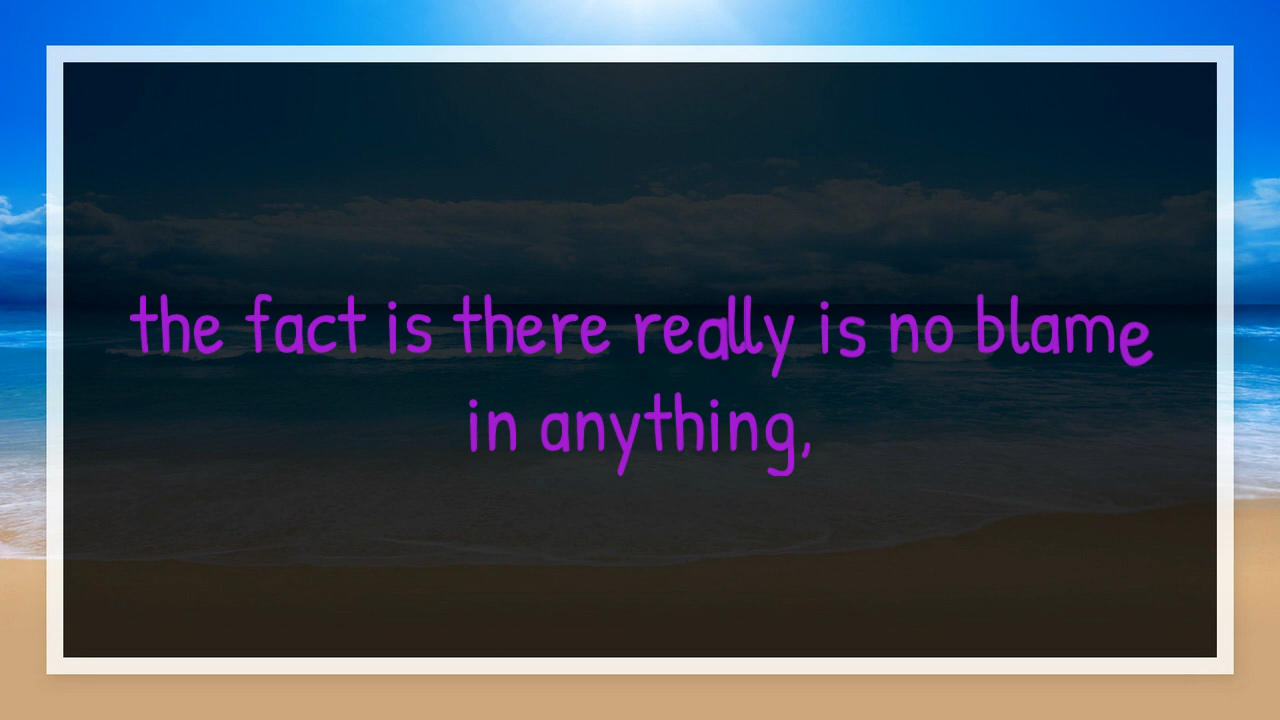 the fact is there really is no blame
in anything,